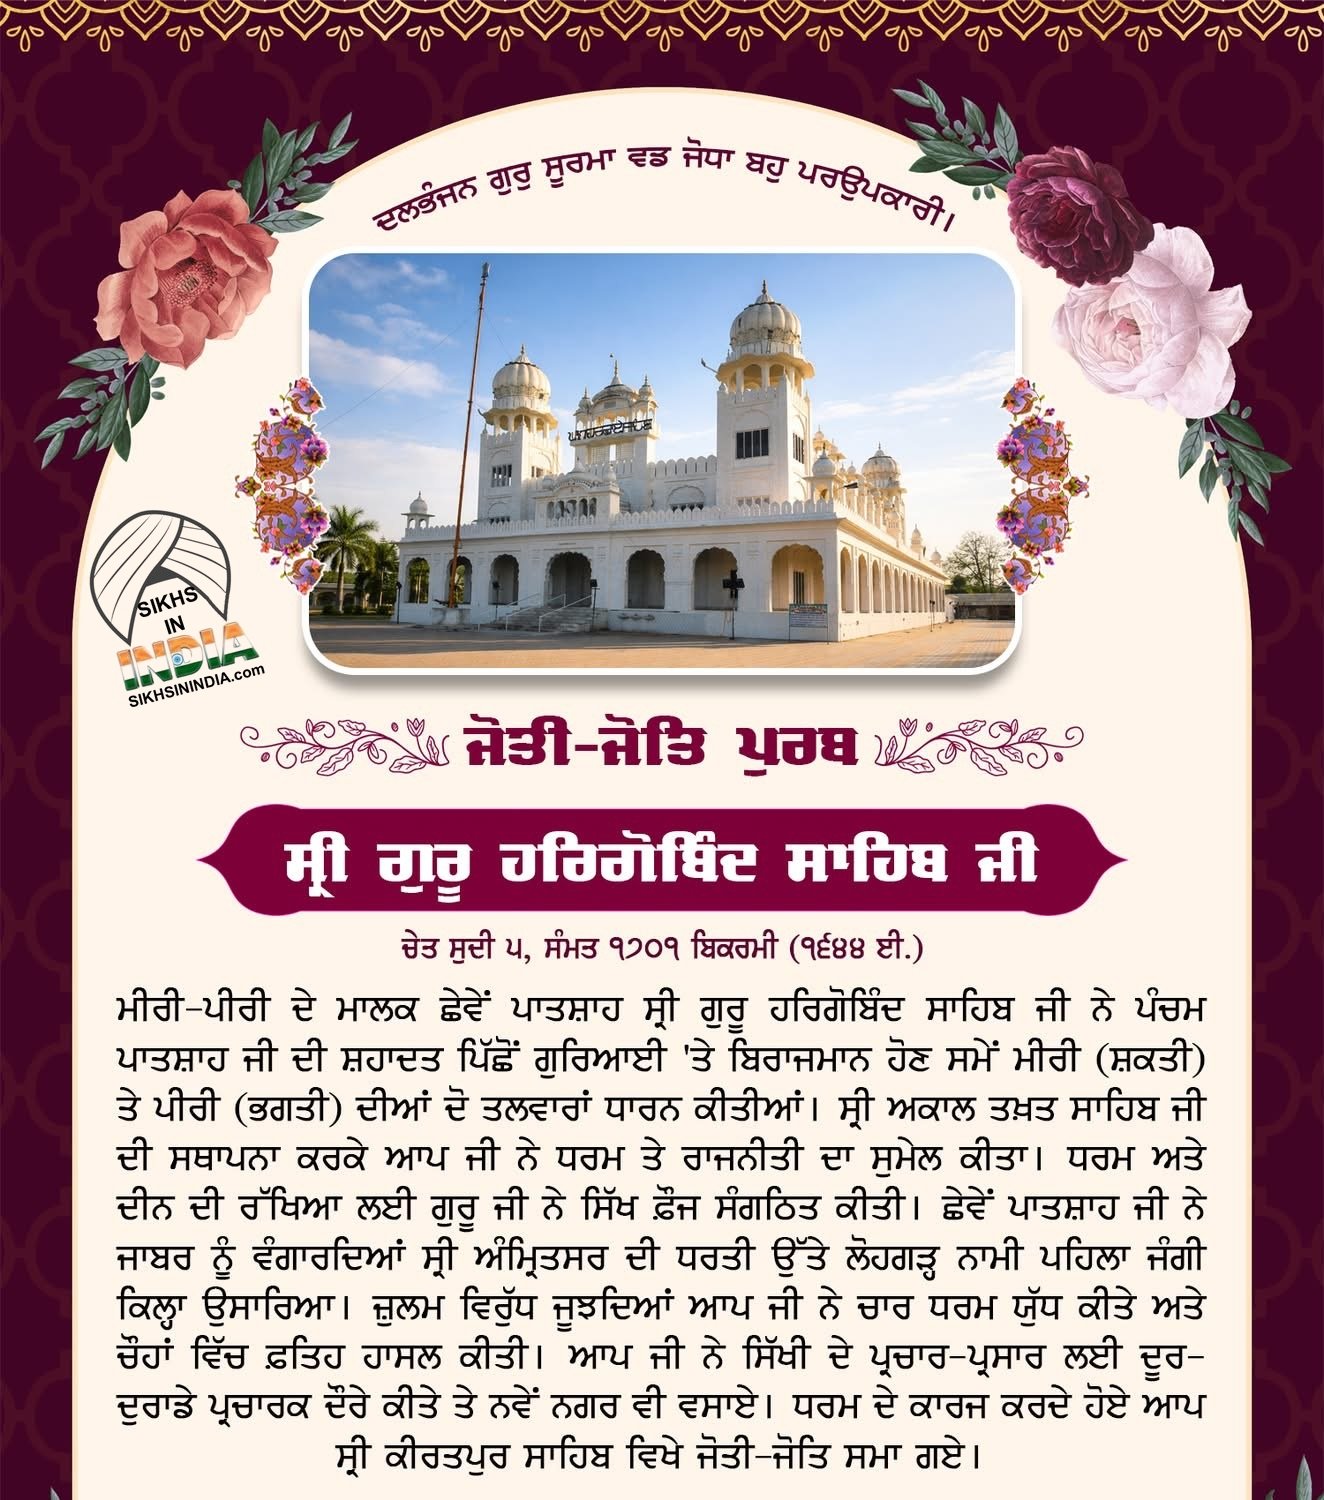 ਦਲਭੰਜਨ ਗੁਰੁ ਸੂਰਮਾ ਵਡ ਜੋਧਾ ਬਹੁ ਪਰਉਪਕਾਰੀ।
SIKHS
IN
INDIA
SIKHSININDIA.com
ਜੋਤੀ-ਜੋਤਿ ਪੁਰਬ
ਸ੍ਰੀ ਗੁਰੂ ਹਰਿਗੋਬਿੰਦ ਸਾਹਿਬ ਜੀ
ਚੇਤ ਸੁਦੀ ੫, ਸੰਮਤ ੧੭੦੧ ਬਿਕਰਮੀ (੧੬੪੪ ਈ.)
ਮੀਰੀ-ਪੀਰੀ ਦੇ ਮਾਲਕ ਛੇਵੇਂ ਪਾਤਸ਼ਾਹ ਸ੍ਰੀ ਗੁਰੂ ਹਰਿਗੋਬਿੰਦ ਸਾਹਿਬ ਜੀ ਨੇ ਪੰਚਮ
ਪਾਤਸ਼ਾਹ ਜੀ ਦੀ ਸ਼ਹਾਦਤ ਪਿੱਛੋਂ ਗੁਰਿਆਈ 'ਤੇ ਬਿਰਾਜਮਾਨ ਹੋਣ ਸਮੇਂ ਮੀਰੀ (ਸ਼ਕਤੀ)
ਤੇ ਪੀਰੀ (ਭਗਤੀ) ਦੀਆਂ ਦੋ ਤਲਵਾਰਾਂ ਧਾਰਨ ਕੀਤੀਆਂ। ਸ੍ਰੀ ਅਕਾਲ ਤਖ਼ਤ ਸਾਹਿਬ ਜੀ
ਦੀ ਸਥਾਪਨਾ ਕਰਕੇ ਆਪ ਜੀ ਨੇ ਧਰਮ ਤੇ ਰਾਜਨੀਤੀ ਦਾ ਸੁਮੇਲ ਕੀਤਾ। ਧਰਮ ਅਤੇ
ਦੀਨ ਦੀ ਰੱਖਿਆ ਲਈ ਗੁਰੂ ਜੀ ਨੇ ਸਿੱਖ ਫ਼ੌਜ ਸੰਗਠਿਤ ਕੀਤੀ। ਛੇਵੇਂ ਪਾਤਸ਼ਾਹ ਜੀ ਨੇ
ਜਾਬਰ ਨੂੰ ਵੰਗਾਰਦਿਆਂ ਸ੍ਰੀ ਅੰਮ੍ਰਿਤਸਰ ਦੀ ਧਰਤੀ ਉੱਤੇ ਲੋਹਗੜ੍ਹ ਨਾਮੀ ਪਹਿਲਾ ਜੰਗੀ
ਕਿਲ੍ਹਾ ਉਸਾਰਿਆ। ਜ਼ੁਲਮ ਵਿਰੁੱਧ ਜੂਝਦਿਆਂ ਆਪ ਜੀ ਨੇ ਚਾਰ ਧਰਮ ਯੁੱਧ ਕੀਤੇ ਅਤੇ
ਚੌਹਾਂ ਵਿੱਚ ਫ਼ਤਿਹ ਹਾਸਲ ਕੀਤੀ। ਆਪ ਜੀ ਨੇ ਸਿੱਖੀ ਦੇ ਪ੍ਰਚਾਰ-ਪ੍ਰਸਾਰ ਲਈ ਦੂਰ-
ਦੁਰਾਡੇ ਪ੍ਰਚਾਰਕ ਦੌਰੇ ਕੀਤੇ ਤੇ ਨਵੇਂ ਨਗਰ ਵੀ ਵਸਾਏ। ਧਰਮ ਦੇ ਕਾਰਜ ਕਰਦੇ ਹੋਏ ਆਪ
ਸ੍ਰੀ ਕੀਰਤਪੁਰ ਸਾਹਿਬ ਵਿਖੇ ਜੋਤੀ-ਜੋਤਿ ਸਮਾ ਗਏ।